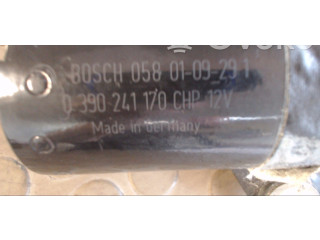 BOSCH 058 01-09-29 1
0 390 241 170 CHP 12V
Made in Germany